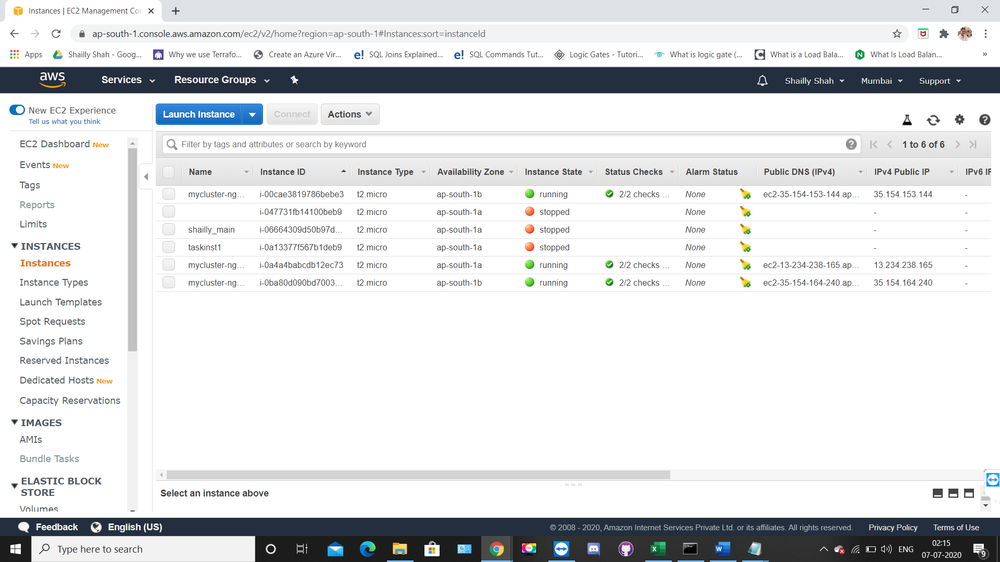 Instances | EC2 Management Con
ap-south-1.console.aws.amazon.com/ec2/v2/home?region=ap-south-1#Instances:sort=instanceId
Apps Shailly Shah - Goog... Why we use Terrafo... Create an Azure Vir... e! SQL Joins Explained... e! SQL Commands Tut... Logic Gates - Tutori... What is logic gate (... What is a Load Bala... What Is Load Balan... »
aws Services Resource Groups Shailly Shah Mumbai Support
New EC2 Experience
Tell us what you think
EC2 Dashboard New
Events New
Tags
Reports
Limits
INSTANCES
Instances
Instance Types
Launch Templates
Spot Requests
Savings Plans
Reserved Instances
Dedicated Hosts New
Capacity Reservations
IMAGES
AMIs
Bundle Tasks
ELASTIC BLOCK
STORE
Volumes
Launch Instance Connect Actions
Filter by tags and attributes or search by keyword 1 to 6 of 6
Name Instance ID Instance Type Availability Zone Instance State Status Checks Alarm Status Public DNS (IPv4) IPv4 Public IP IPv6 IP
mycluster-ng... i-00cae3819786bebe3 t2.micro ap-south-1b running 2/2 checks ... None ec2-35-154-153-144.ap... 35.154.153.144 -
i-047731fb14100beb9 t2.micro ap-south-1a stopped None - -
shailly_main i-06664309d50b97d... t2.micro ap-south-1a stopped None - -
taskinst1 i-0a13377f567b1deb9 t2.micro ap-south-1a stopped None - -
mycluster-ng... i-0a4a4babcdb12ec73 t2.micro ap-south-1a running 2/2 checks ... None ec2-13-234-238-165.ap... 13.234.238.165 -
mycluster-ng... i-0ba80d090bd7003... t2.micro ap-south-1b running 2/2 checks ... None ec2-35-154-164-240.ap... 35.154.164.240 -
Select an instance above
Feedback English (US) © 2008 - 2020, Amazon Internet Services Private Ltd. or its affiliates. All rights reserved. Privacy Policy Terms of Use
Type here to search
ENG
02:15
07-07-2020
9